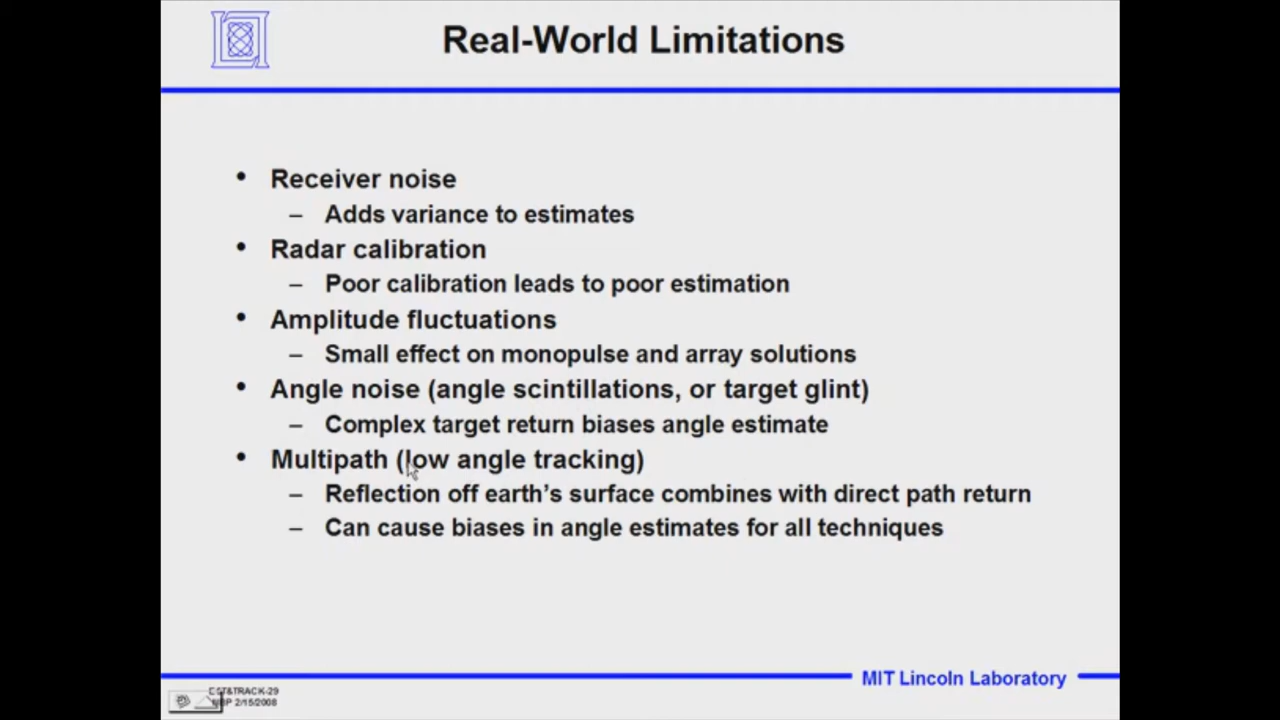 Real-World Limitations
• Receiver noise
– Adds variance to estimates
• Radar calibration
– Poor calibration leads to poor estimation
• Amplitude fluctuations
– Small effect on monopulse and array solutions
• Angle noise (angle scintillations, or target glint)
– Complex target return biases angle estimate
• Multipath (low angle tracking)
– Reflection off earth's surface combines with direct path return
– Can cause biases in angle estimates for all techniques
MIT Lincoln Laboratory
2/15/2008